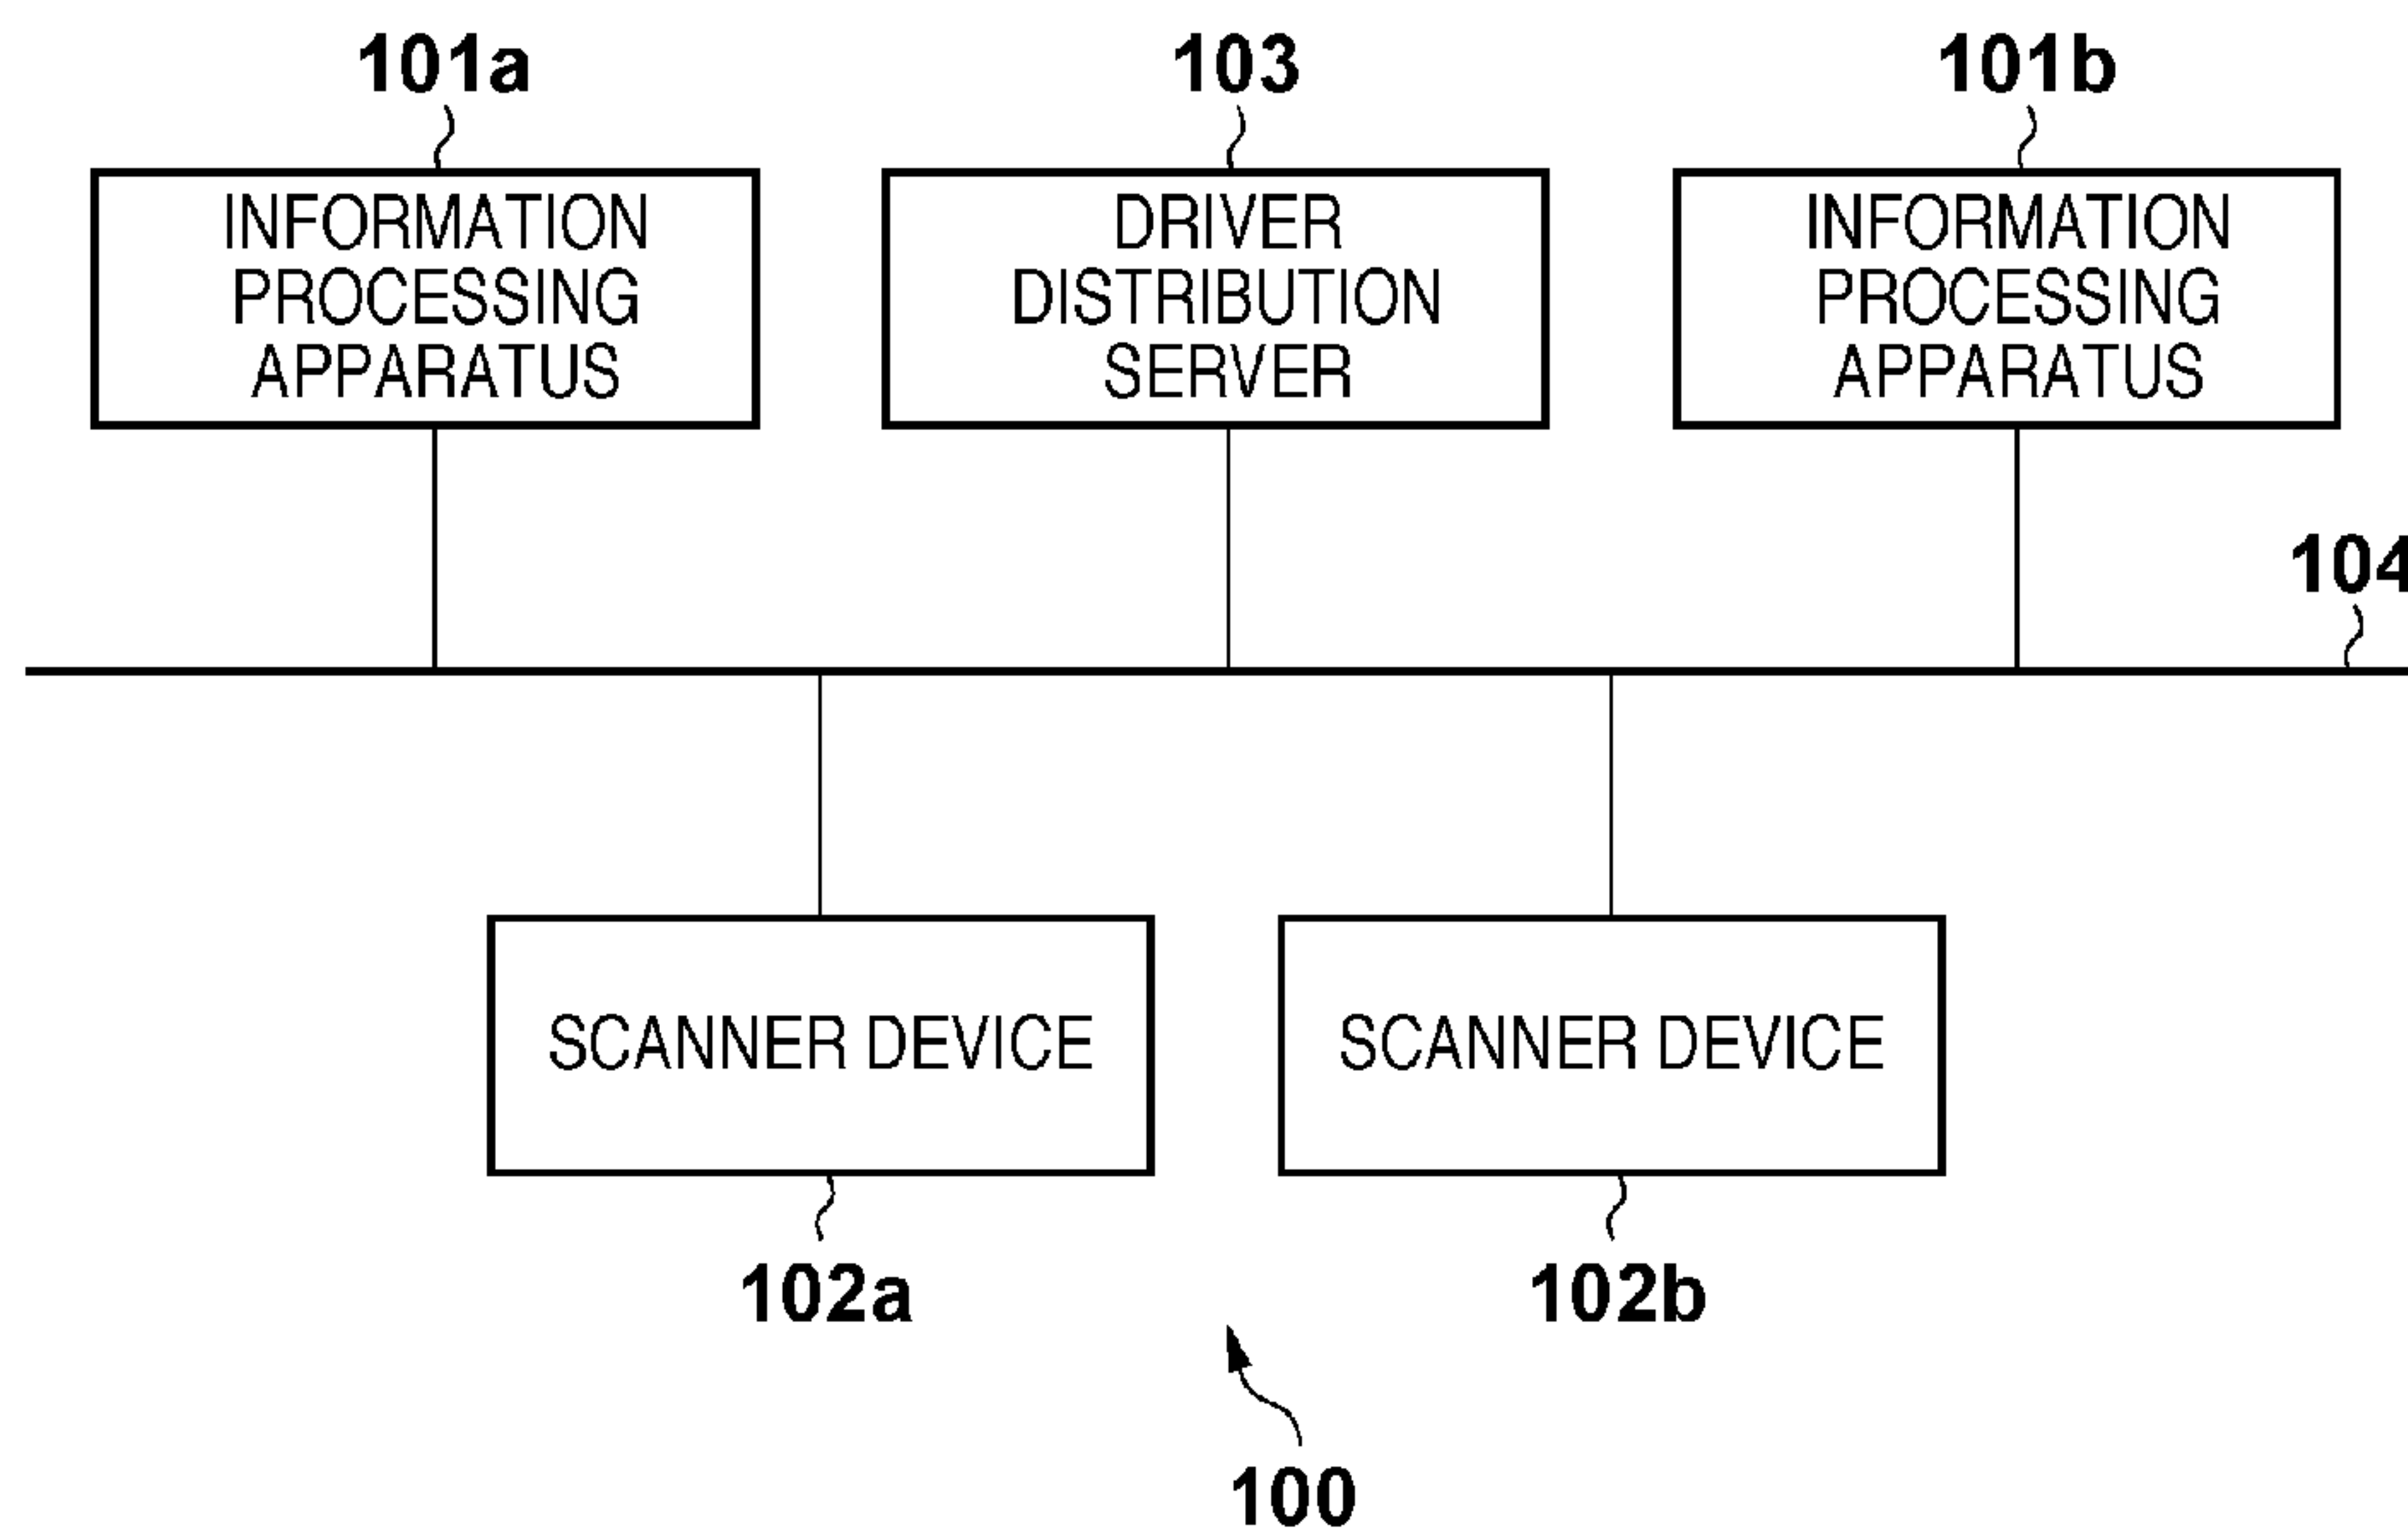 101a
103
101b
INFORMATION
PROCESSING
APPARATUS
DRIVER
DISTRIBUTION
SERVER
INFORMATION
PROCESSING
APPARATUS
104
SCANNER DEVICE
SCANNER DEVICE
102a
102b
100